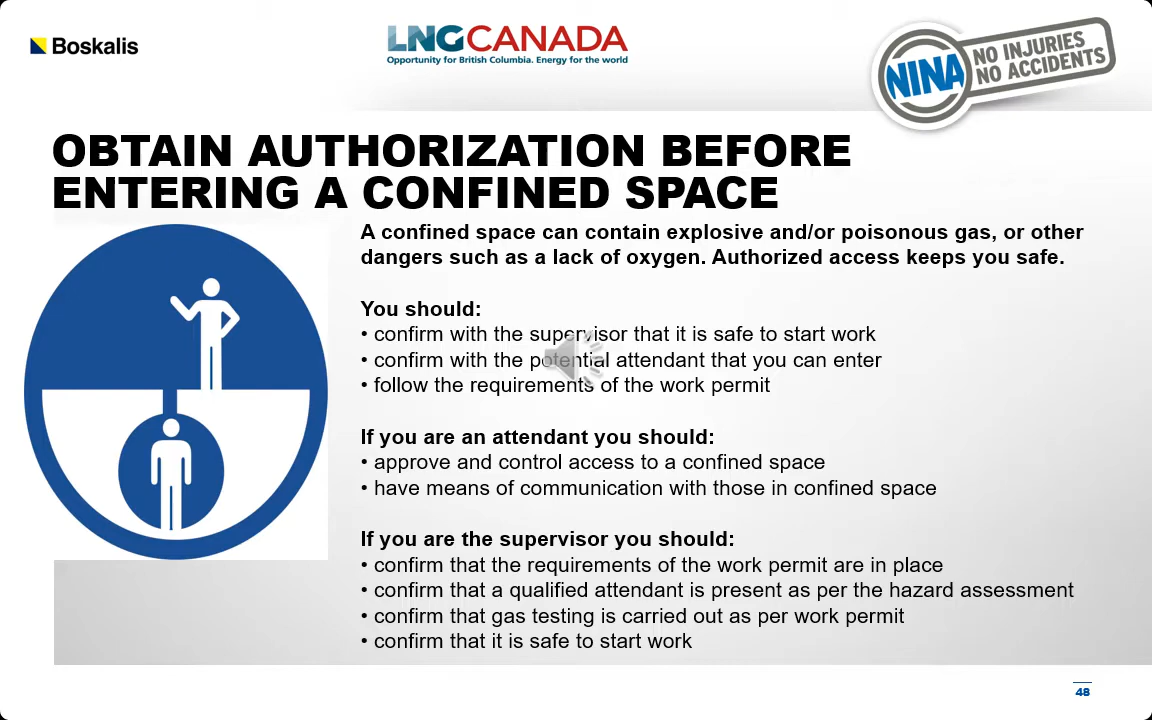 Boskalis
LNGCANADA
Opportunity for British Columbia. Energy for the world
NINA
NO INJURIES
NO ACCIDENTS
OBTAIN AUTHORIZATION BEFORE
ENTERING A CONFINED SPACE
A confined space can contain explosive and/or poisonous gas, or other
dangers such as a lack of oxygen. Authorized access keeps you safe.
You should:
• confirm with the supervisor that it is safe to start work
• confirm with the potential attendant that you can enter
• follow the requirements of the work permit
If you are an attendant you should:
• approve and control access to a confined space
• have means of communication with those in confined space
If you are the supervisor you should:
• confirm that the requirements of the work permit are in place
• confirm that a qualified attendant is present as per the hazard assessment
• confirm that gas testing is carried out as per work permit
• confirm that it is safe to start work
48